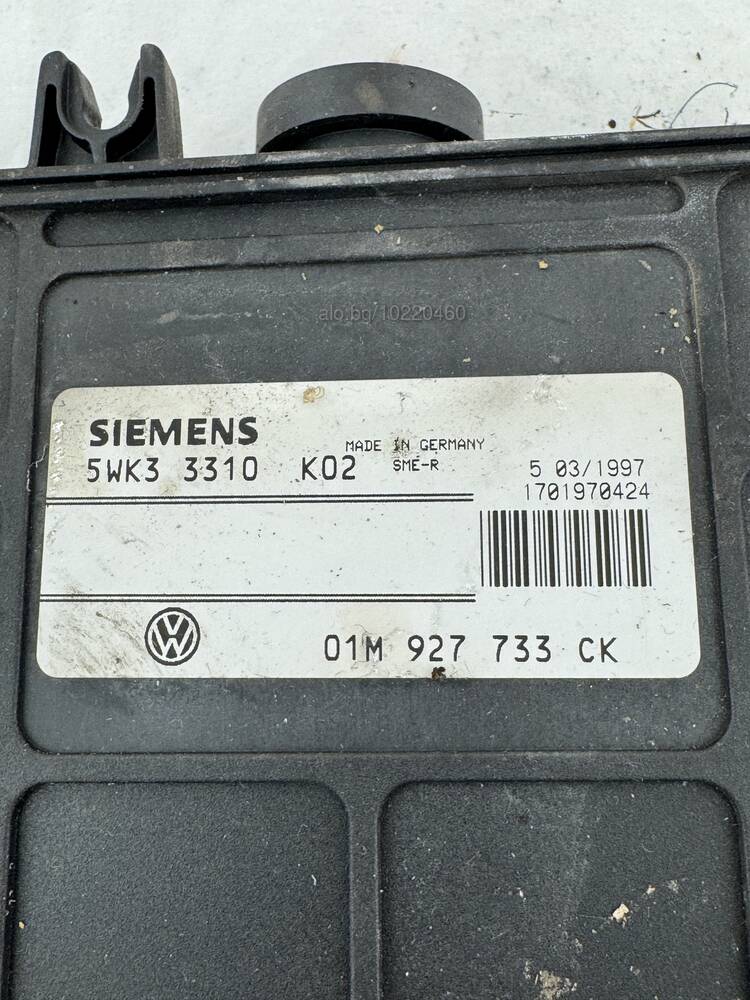 alo.bg/10220460
SIEMENS
MADE IN GERMANY
5WK3 3310 K02 SME-R
5 03/1997
1701970424
VW
01M 927 733 CK